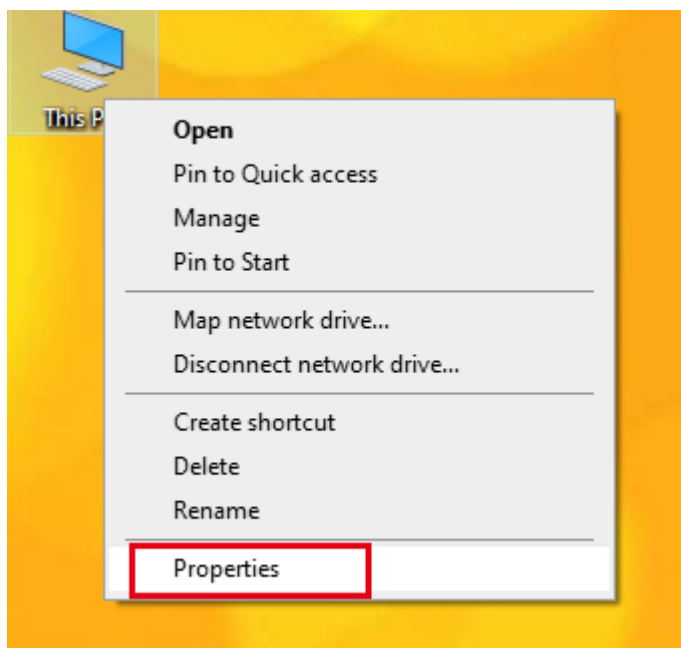 This P
Open
Pin to Quick access
Manage
Pin to Start
Map network drive...
Disconnect network drive...
Create shortcut
Delete
Rename
Properties